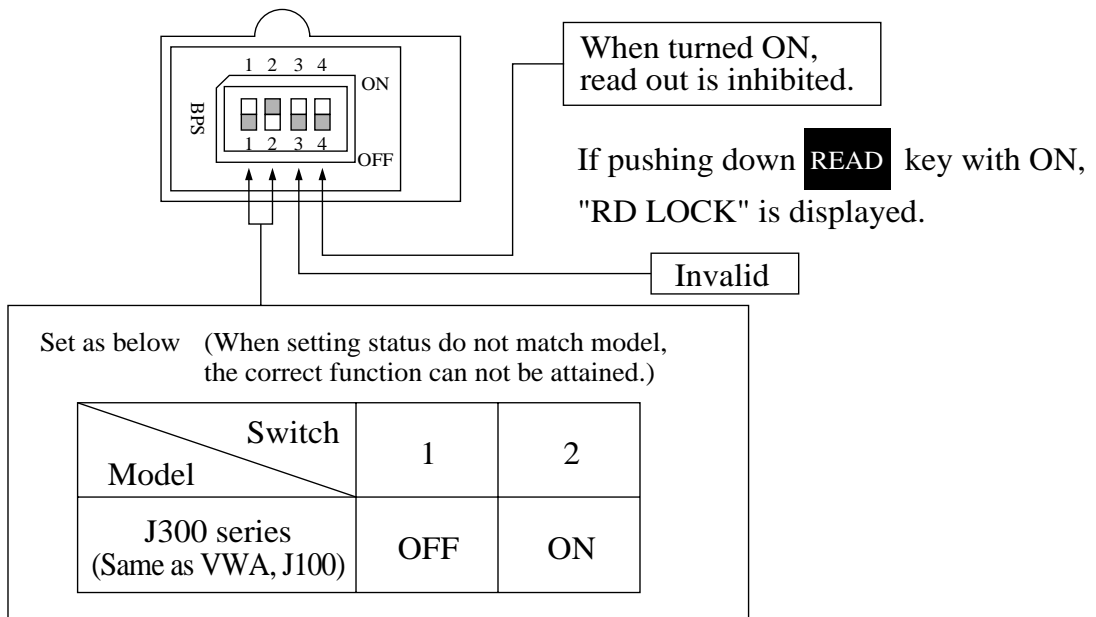 1 2 3 4
ON
BPS
1 2 3 4
OFF
When turned ON,
read out is inhibited.
If pushing down READ key with ON,
"RD LOCK" is displayed.
Invalid
Set as below (When setting status do not match model,
the correct function can not be attained.)
Switch
Model
1
2
J300 series
(Same as VWA, J100)
OFF
ON